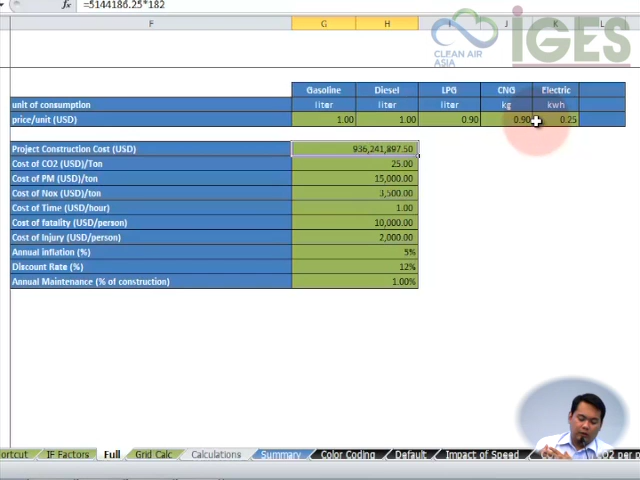 =5144186.25*182
F G H I J K L
CLEAN AIR ASIA
IGES
Gasoline Diesel LPG CNG Electric
unit of consumption liter liter liter kg kwh
price/unit (USD) 1.00 1.00 0.90 0.90 0.25
Project Construction Cost (USD) 936,241,897.50
Cost of CO2 (USD)/Ton 25.00
Cost of PM (USD)/ton 15,000.00
Cost of Nox (USD)/ton 3,500.00
Cost of Time (USD/hour) 1.00
Cost of fatality (USD/person) 10,000.00
Cost of Injury (USD/person) 2,000.00
Annual inflation (%) 5%
Discount Rate (%) 12%
Annual Maintenance (% of construction) 1.00%
ortcut IF Factors Full Grid Calc Calculations Summary Color Coding Default Impact of Speed O2 per p